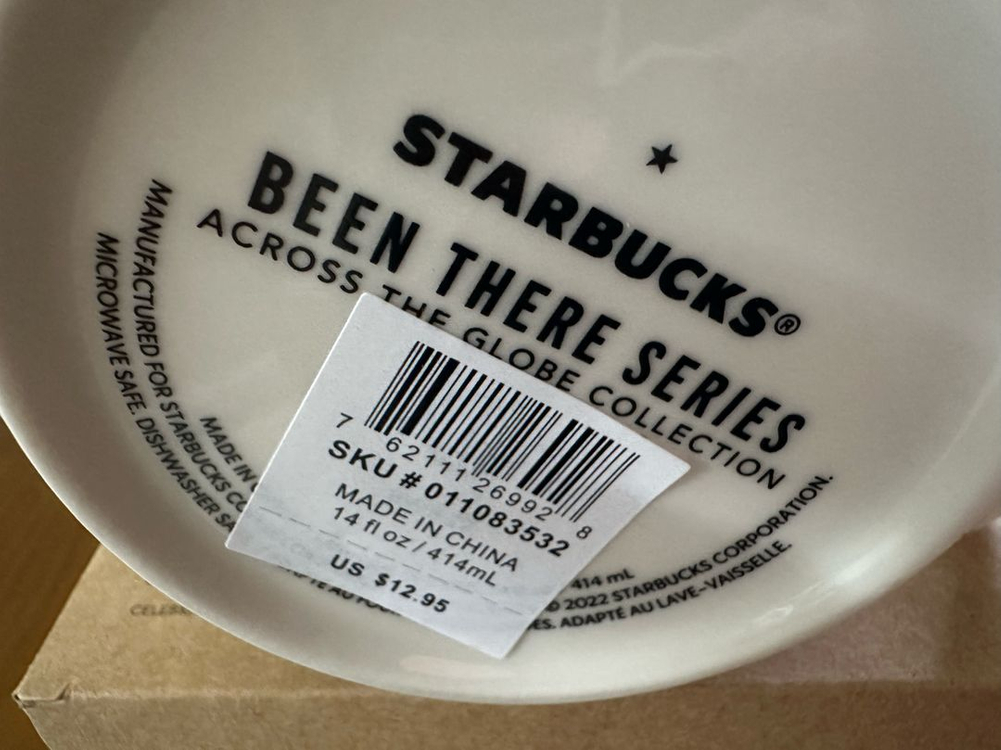 STARBUCKS®
BEEN THERE SERIES
ACROSS THE GLOBE COLLECTION
7 62111 26992 8
SKU # 011083532
MADE IN CHINA
14 fl oz / 414mL
US $12.95
MADE IN
414 mL
MANUFACTURED FOR STARBUCKS
© 2022 STARBUCKS CORPORATION.
MICROWAVE SAFE. DISHWASHER
ADAPTÉ AU LAVE-VAISSELLE.